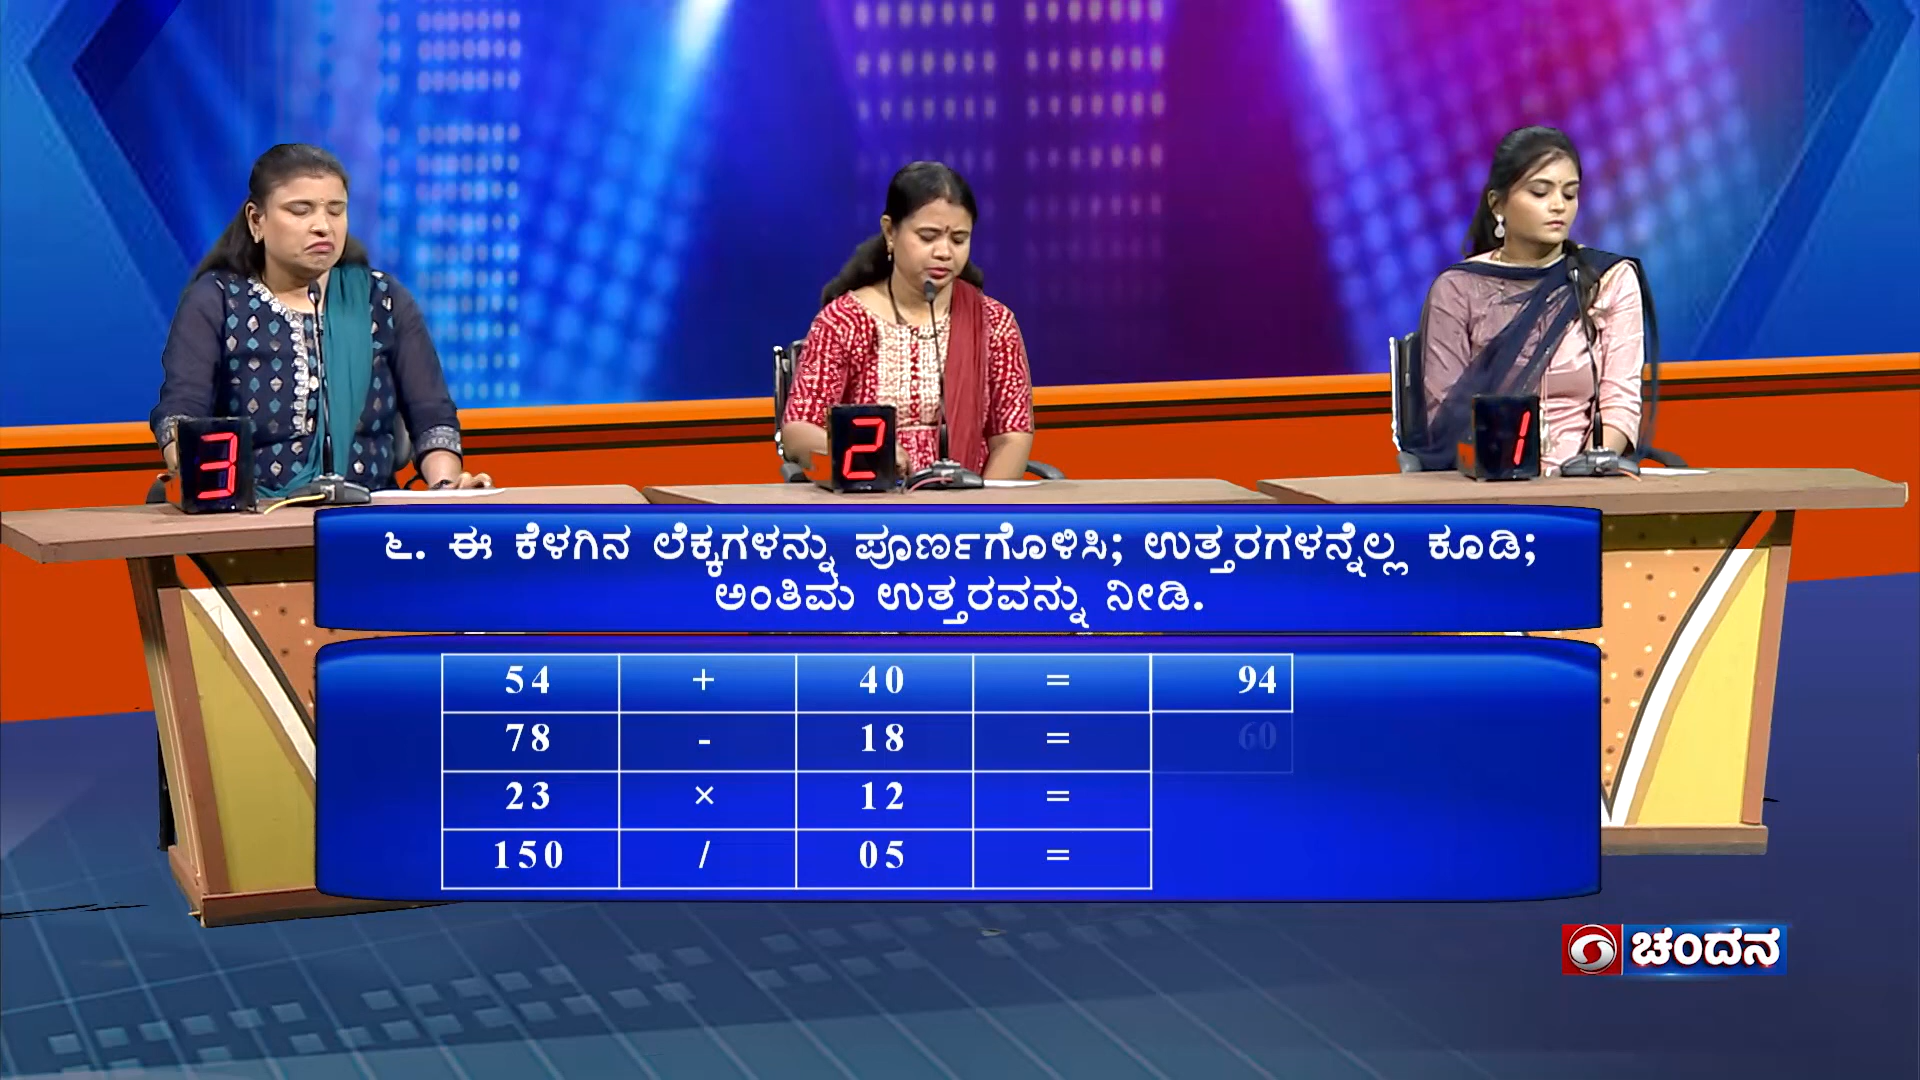 3
2
1
೬. ಈ ಕೆಳಗಿನ ಲೆಕ್ಕಗಳನ್ನು ಪೂರ್ಣಗೊಳಿಸಿ; ಉತ್ತರಗಳನ್ನೆಲ್ಲ ಕೂಡಿ;
ಅಂತಿಮ ಉತ್ತರವನ್ನು ನೀಡಿ.
54 + 40 = 94
78 - 18 = 60
23 × 12 =
150 / 05 =
ಚಂದನ